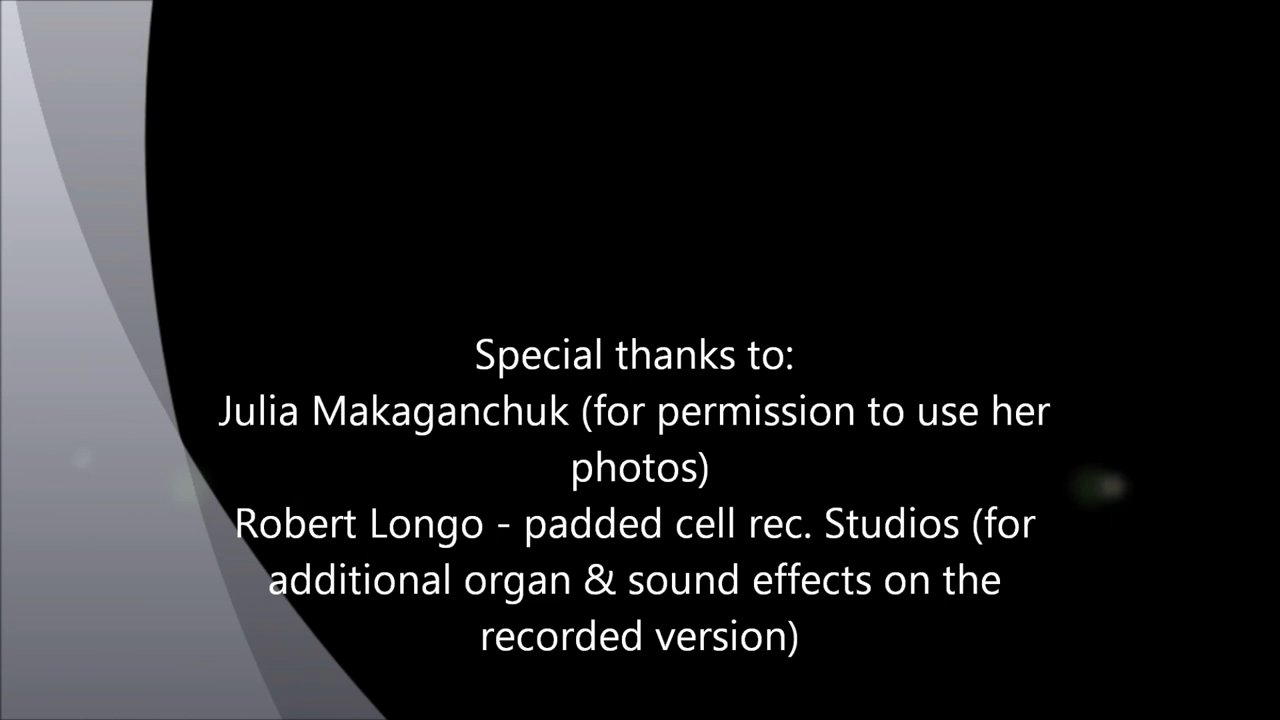 Special thanks to:
Julia Makaganchuk (for permission to use her
photos)
Robert Longo - padded cell rec. Studios (for
additional organ & sound effects on the
recorded version)